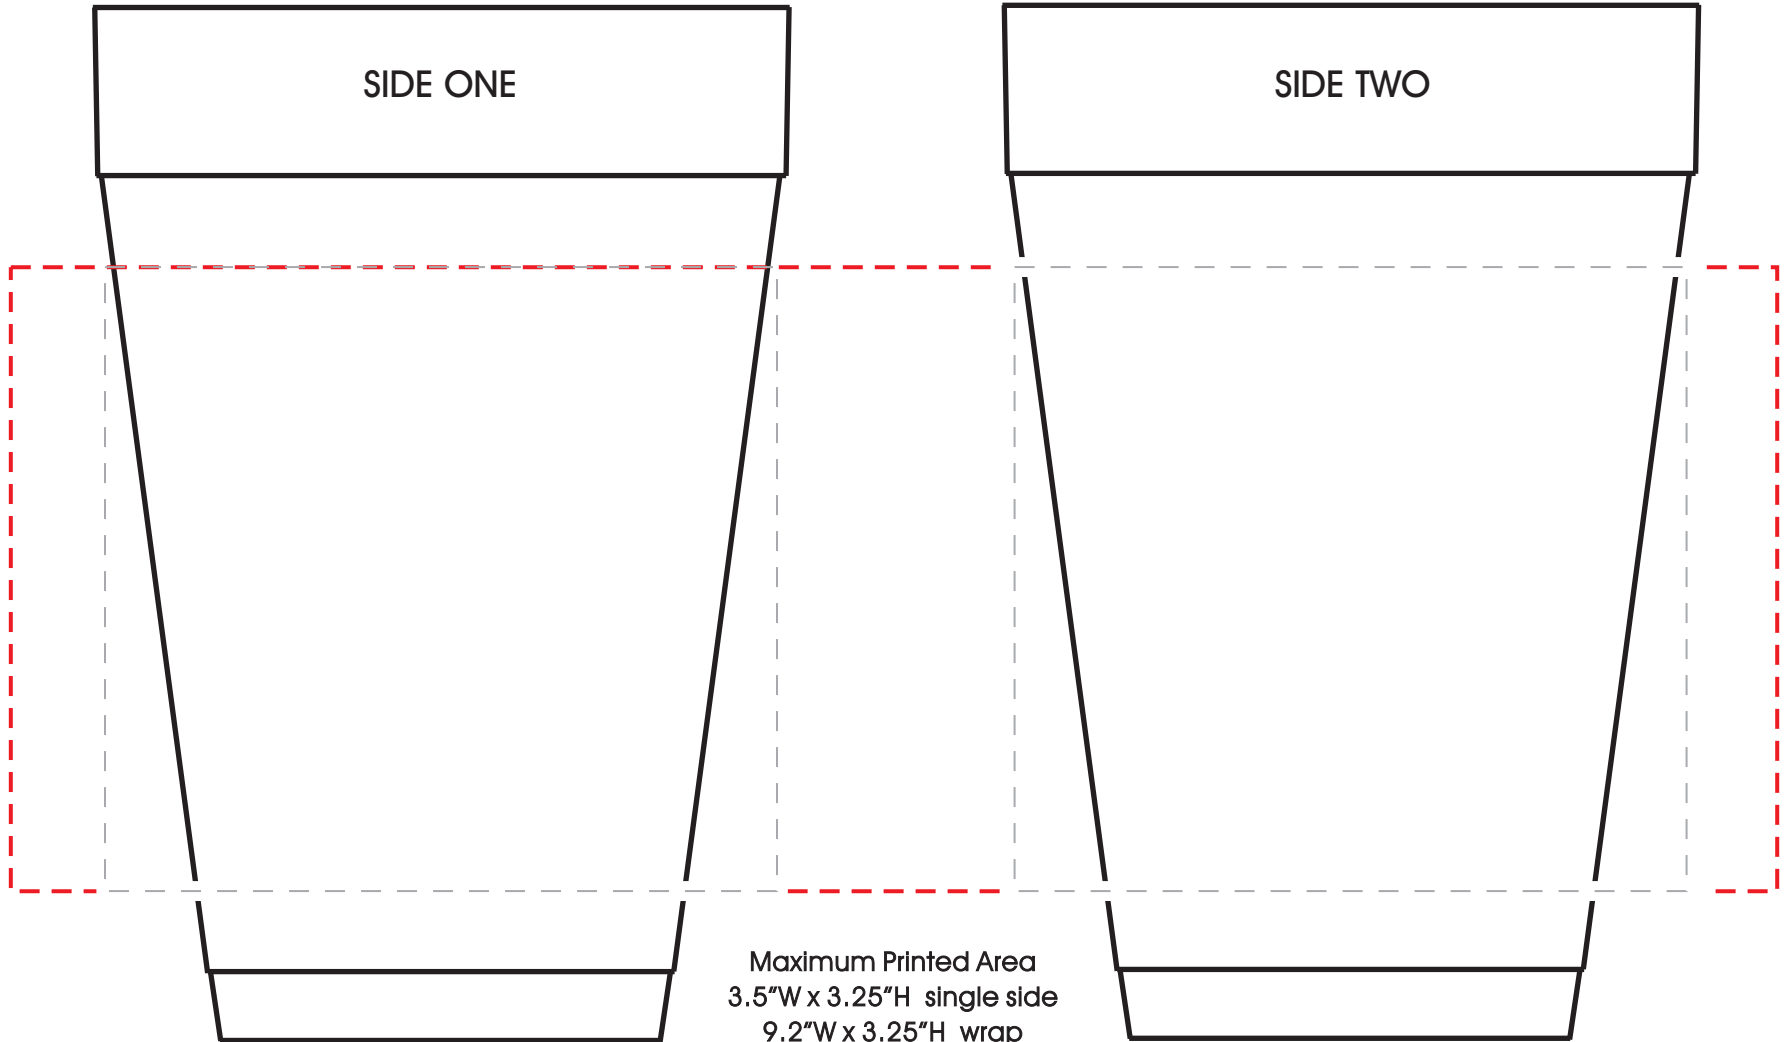 SIDE ONE
SIDE TWO
Maximum Printed Area
3.5"W x 3.25"H single side
9.2"W x 3.25"H wrap